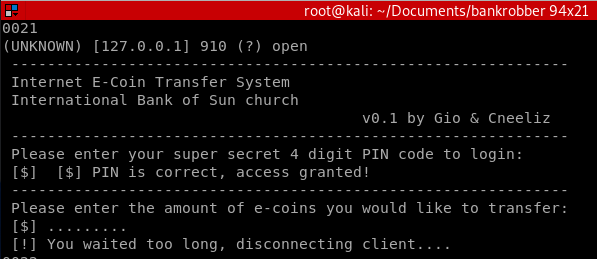 root@kali: ~/Documents/bankrobber 94x21
0021
(UNKNOWN) [127.0.0.1] 910 (?) open
--------------------------------------------------------------
Internet E-Coin Transfer System
International Bank of Sun church
v0.1 by Gio & Cneeliz
--------------------------------------------------------------
Please enter your super secret 4 digit PIN code to login:
[$]  [$] PIN is correct, access granted!
--------------------------------------------------------------
Please enter the amount of e-coins you would like to transfer:
[$] .........
[!] You waited too long, disconnecting client....